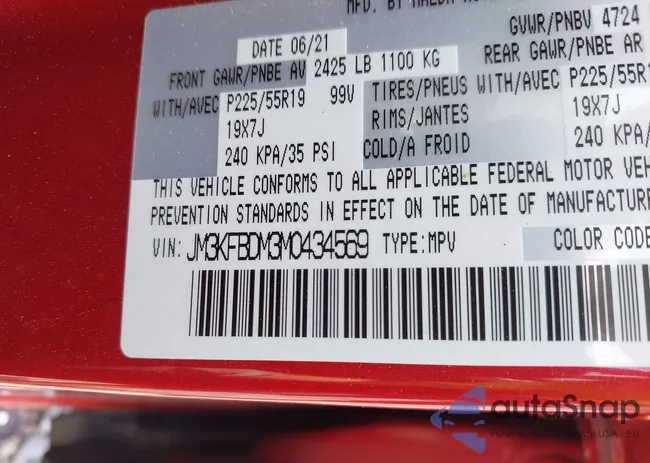 MFD. BY MAZDA
GVWR/PNBV 4724
DATE 06/21
FRONT GAWR/PNBE AV 2425 LB 1100 KG
REAR GAWR/PNBE AR
WITH/AVEC P225/55R19 99V TIRES/PNEUS WITH/AVEC P225/55
19X7J RIMS/JANTES 19X7J
240 KPA/35 PSI COLD/A FROID 240 KPA/
THIS VEHICLE CONFORMS TO ALL APPLICABLE FEDERAL MOTOR VEH
PREVENTION STANDARDS IN EFFECT ON THE DATE OF MANUFACTURE
VIN: JM3KFBDM3M0434569 TYPE:MPV COLOR CODE
autoSnap
USA - EU